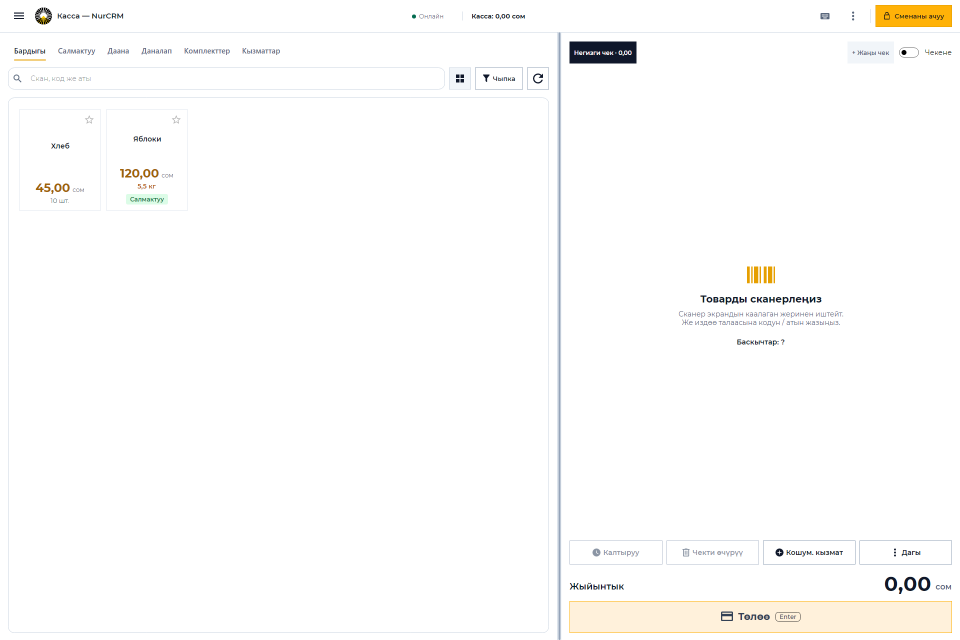 Касса — NurCRM
Онлайн
Касса: 0,00 сом
Сменаны ачуу
Бардыгы
Салмактуу
Даана
Даналап
Комплекттер
Кызматтар
Скан, код же аты
Чыпка
Хлеб
45,00 сом
10 шт.
Яблоки
120,00 сом
5,5 кг
Салмактуу
Негизги чек · 0,00
+ Жаңы чек
Чекене
Товарды сканерлеңиз
Сканер экрандын каалаган жеринен иштейт.
Же издөө талаасына кодун / атын жазыңыз.
Баскычтар: ?
Калтыруу
Чекти өчүрүү
Кошум. кызмат
Дагы
Жыйынтык
0,00 сом
Төлөө Enter